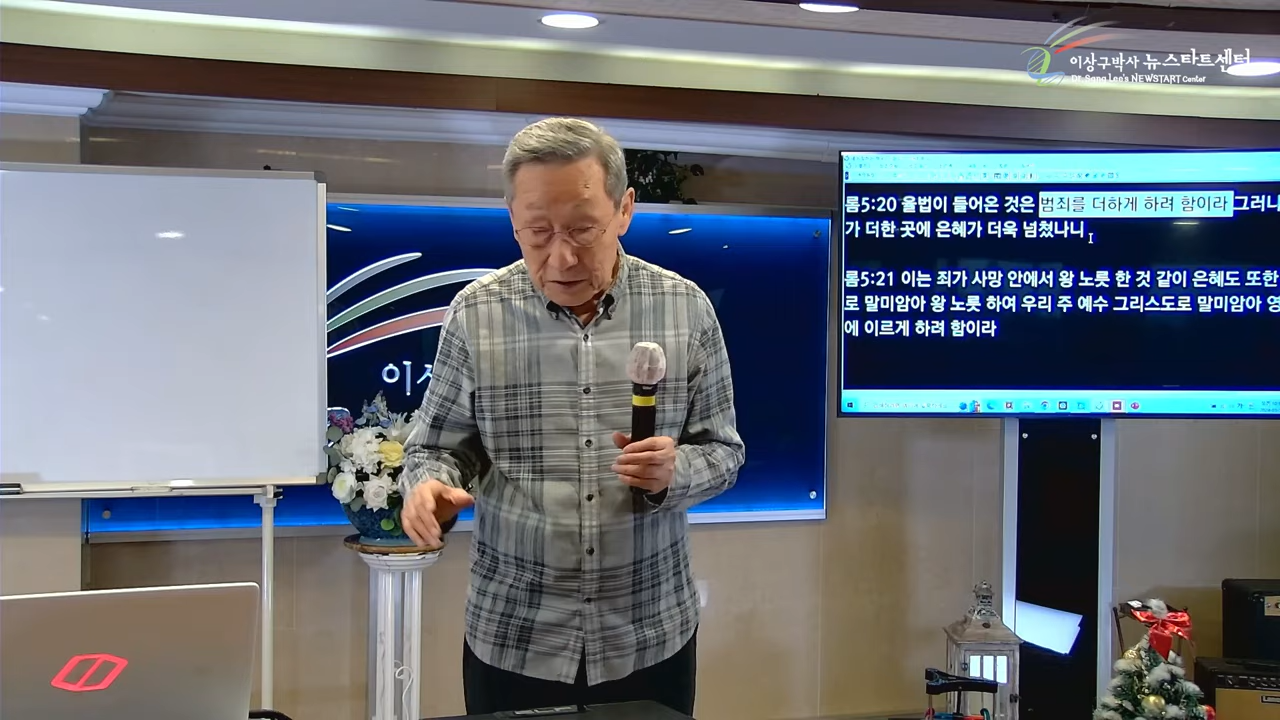 이상구박사 뉴스타트센터
Dr. Sang Lee's NEWSTART Center
롬5:20 율법이 들어온 것은 범죄를 더하게 하려 함이라 그러나
가 더한 곳에 은혜가 더욱 넘쳤나니
롬5:21 이는 죄가 사망 안에서 왕 노릇 한 것 같이 은혜도 또한
로 말미암아 왕 노릇 하여 우리 주 예수 그리스도로 말미암아 영
에 이르게 하려 함이라
이